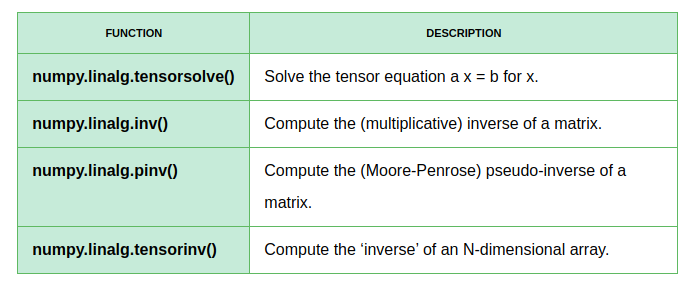 FUNCTION DESCRIPTION
numpy.linalg.tensorsolve() Solve the tensor equation a x = b for x.
numpy.linalg.inv() Compute the (multiplicative) inverse of a matrix.
numpy.linalg.pinv() Compute the (Moore-Penrose) pseudo-inverse of a
matrix.
numpy.linalg.tensorinv() Compute the ‘inverse’ of an N-dimensional array.